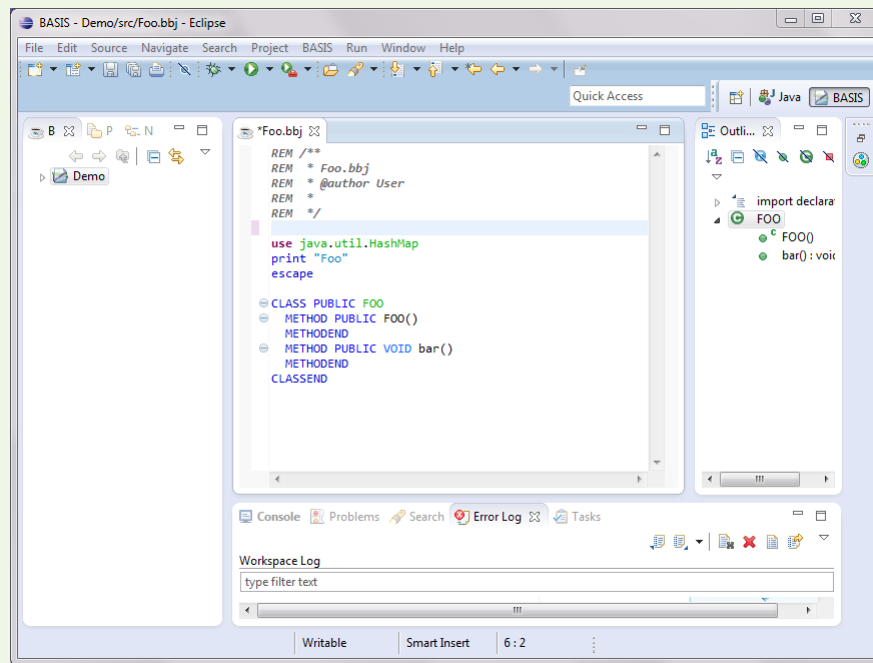 BASIS - Demo/src/Foo.bbj - Eclipse
File Edit Source Navigate Search Project BASIS Run Window Help
Quick Access
Java BASIS
B P N
Demo
*Foo.bbj
REM /**
REM * Foo.bbj
REM * @author User
REM *
REM */
use java.util.HashMap
print "Foo"
escape
CLASS PUBLIC FOO
METHOD PUBLIC FOO()
METHODEND
METHOD PUBLIC VOID bar()
METHODEND
CLASSEND
Outli...
import declara
FOO
FOO()
bar() : voi
Console Problems Search Error Log Tasks
Workspace Log
type filter text
Writable Smart Insert 6 : 2